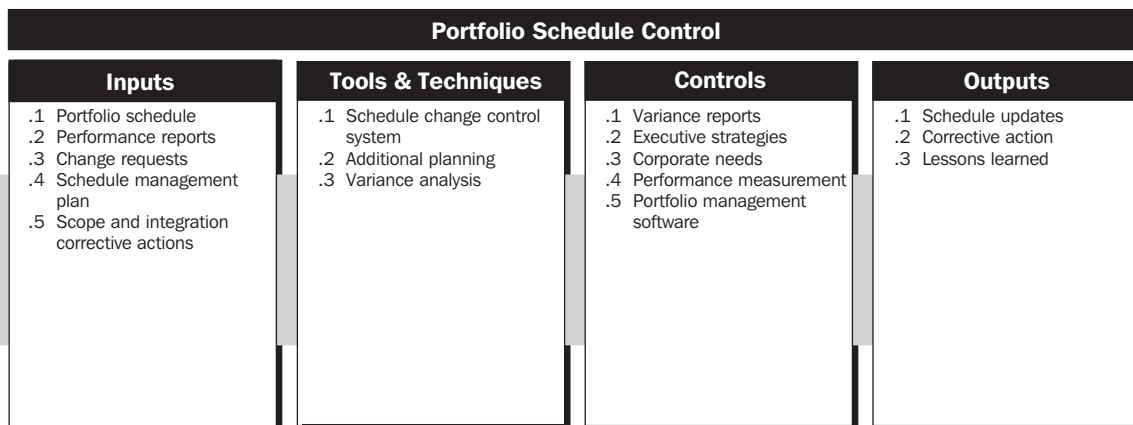 Portfolio Schedule Control
Inputs
.1 Portfolio schedule
.2 Performance reports
.3 Change requests
.4 Schedule management
plan
.5 Scope and integration
corrective actions
Tools & Techniques
.1 Schedule change control
system
.2 Additional planning
.3 Variance analysis
Controls
.1 Variance reports
.2 Executive strategies
.3 Corporate needs
.4 Performance measurement
.5 Portfolio management
software
Outputs
.1 Schedule updates
.2 Corrective action
.3 Lessons learned